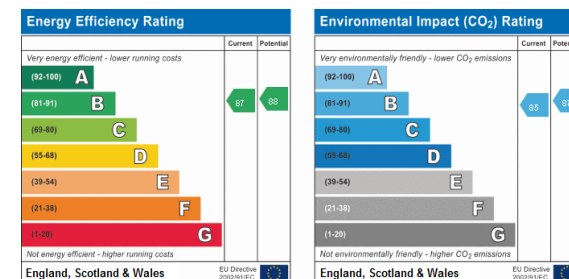 Energy Efficiency Rating
Current Potential
Very energy efficient - lower running costs
(92-100) A
(81-91) B
87 88
(69-80) C
(55-68) D
(39-54) E
(21-38) F
(1-20) G
Not energy efficient - higher running costs
England, Scotland & Wales
EU Directive
2002/91/EC
Environmental Impact (CO2) Rating
Current Poten
Very environmentally friendly - lower CO2 emissions
(92-100) A
(81-91) B
85 87
(69-80) C
(55-68) D
(39-54) E
(21-38) F
(1-20) G
Not environmentally friendly - higher CO2 emissions
England, Scotland & Wales
EU Directive
2002/91/EC